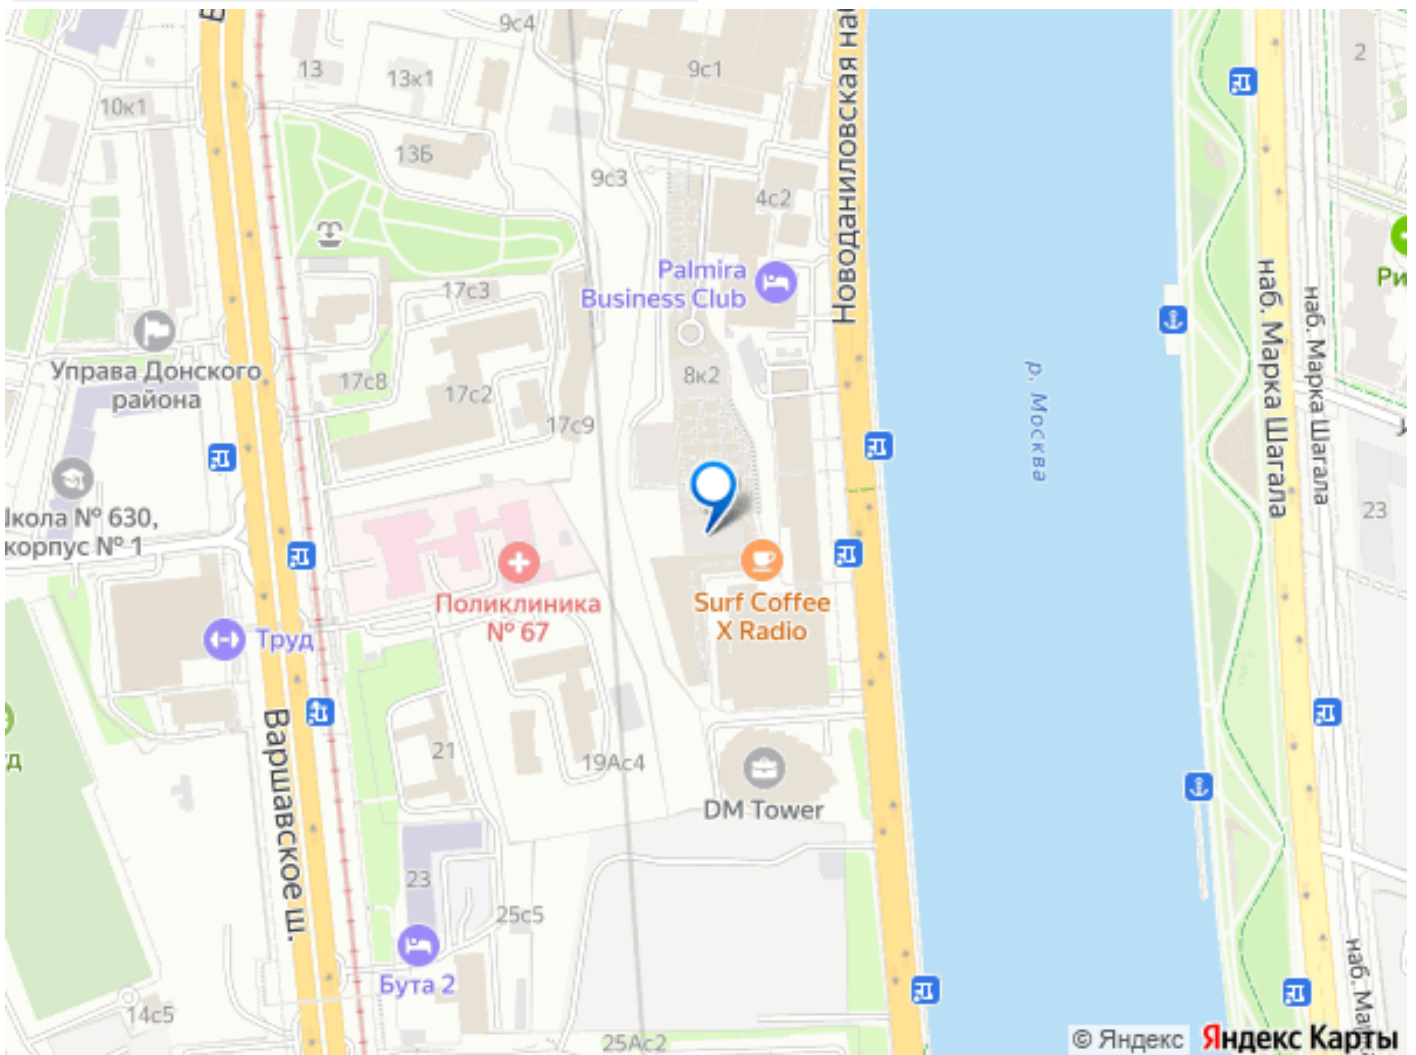 9с4
13
13к1
9с1
2
10к1
13Б
9с3
4с2
Новоданиловская наб
Palmira
Business Club
17с3
наб. Марка Шагала
наб. Марка Шагала
Управа Донского
района
17с8
17с2
8к2
р. Москва
17с9
Школа № 630,
корпус № 1
23
Поликлиника
№ 67
Surf Coffee
X Radio
Труд
Варшавское ш.
21
19Ас4
DM Tower
23
25с5
Бута 2
14с5
25Ас2
© Яндекс
Яндекс Карты